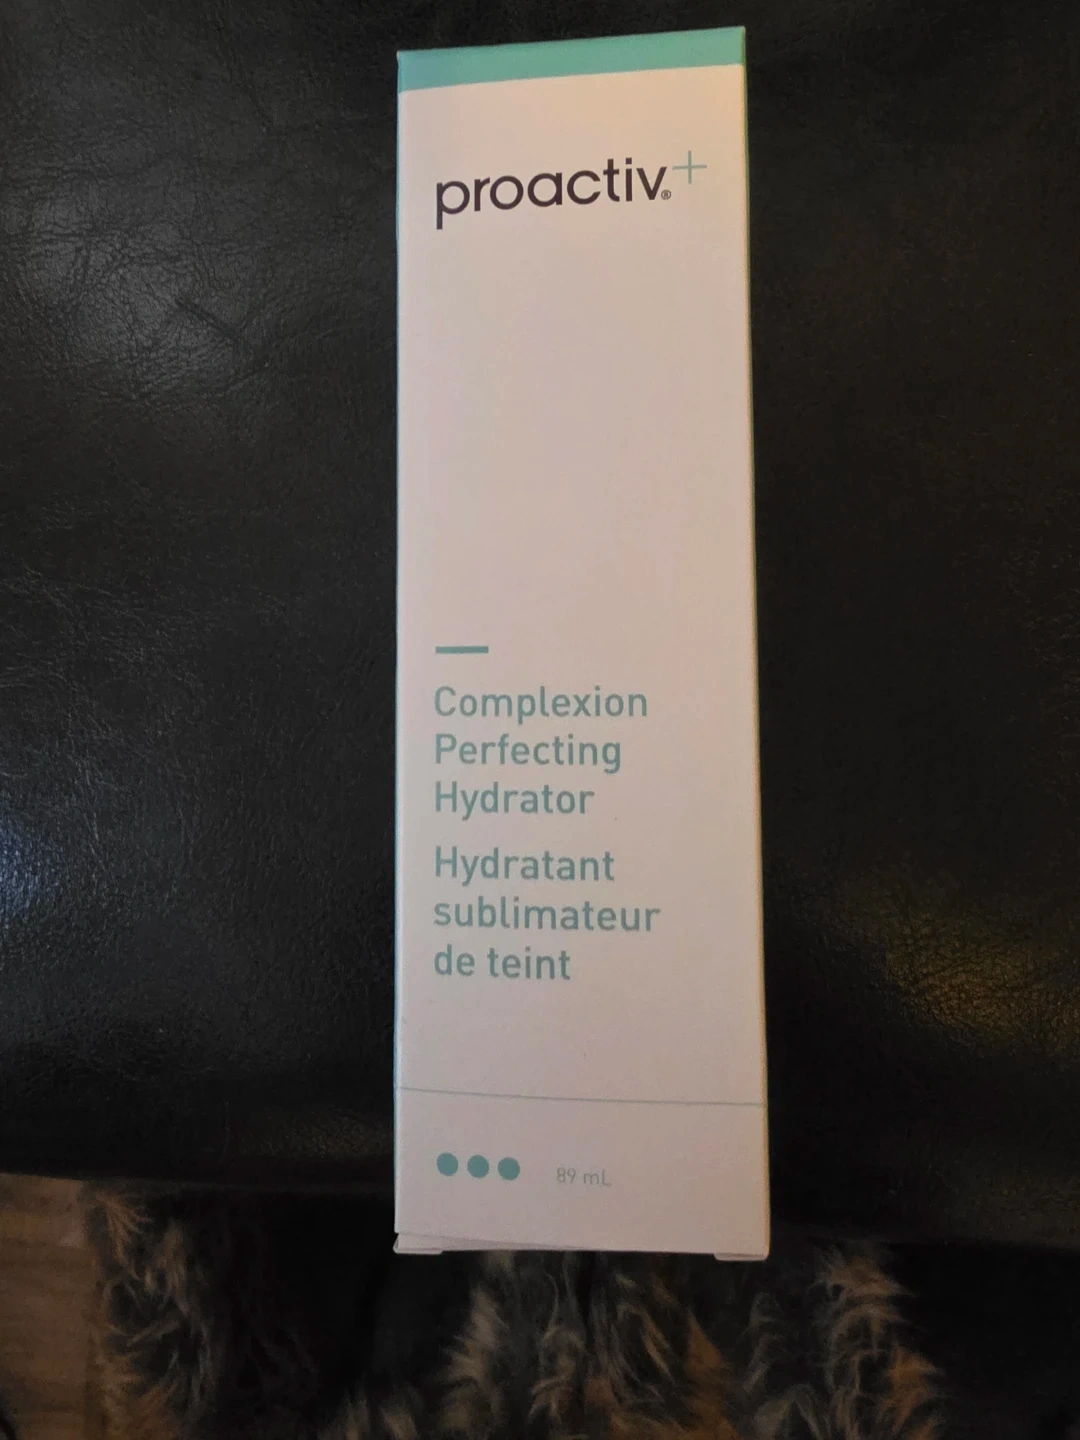 proactiv®+
Complexion
Perfecting
Hydrator
Hydratant
sublimateur
de teint
89 mL